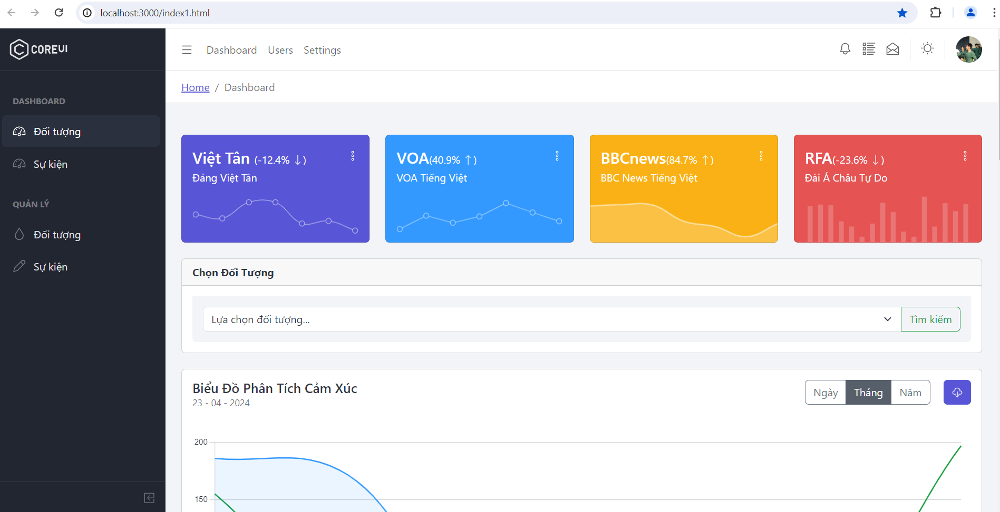 localhost:3000/index1.html
COREUI
Dashboard Users Settings
Home / Dashboard
DASHBOARD
Đối tượng
Sự kiện
QUẢN LÝ
Đối tượng
Sự kiện
Việt Tân (-12.4% ↓)
Đảng Việt Tân
VOA(40.9% ↑)
VOA Tiếng Việt
BBCnews(84.7% ↑)
BBC News Tiếng Việt
RFA(-23.6% ↓)
Đài Á Châu Tự Do
Chọn Đối Tượng
Lựa chọn đối tượng... Tìm kiếm
Biểu Đồ Phân Tích Cảm Xúc
23 - 04 - 2024
Ngày Tháng Năm
200
150